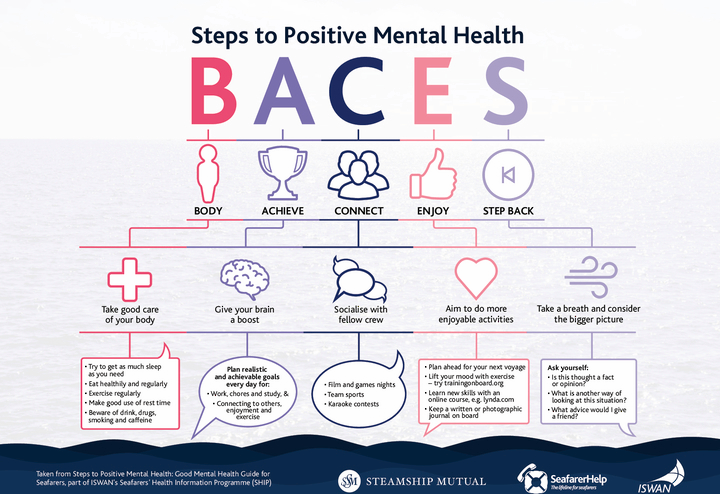 Steps to Positive Mental Health
B A C E S
BODY
ACHIEVE
CONNECT
ENJOY
STEP BACK
Take good care
of your body
Give your brain
a boost
Socialise with
fellow crew
Aim to do more
enjoyable activities
Take a breath and consider
the bigger picture
• Try to get as much sleep
as you need
• Eat healthily and regularly
• Exercise regularly
• Make good use of rest time
• Beware of drink, drugs,
smoking and caffeine
Plan realistic
and achievable goals
every day for:
• Work, chores and study, &
• Connecting to others,
enjoyment and
exercise
• Film and games nights
• Team sports
• Karaoke contests
• Plan ahead for your next voyage
• Lift your mood with exercise
– try trainingonboard.org
• Learn new skills with an
online course, e.g. lynda.com
• Keep a written or photographic
journal on board
Ask yourself:
• Is this thought a fact
or opinion?
• What is another way of
looking at this situation?
• What advice would I give
a friend?
Taken from Steps to Positive Mental Health: Good Mental Health Guide for
Seafarers, part of ISWAN's Seafarers' Health Information Programme (SHIP)
SSM
STEAMSHIP MUTUAL
SeafarerHelp
The lifeline for seafarers
ISWAN